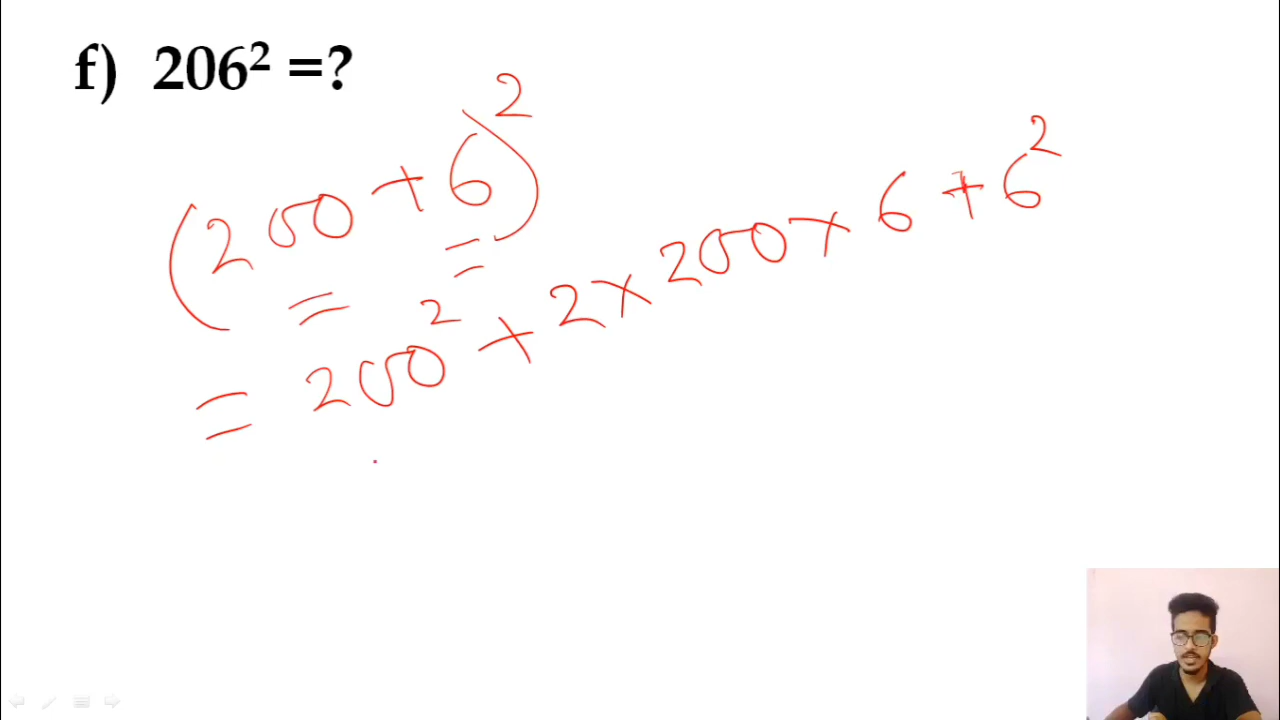 f) 206² =?
(200 + 6)²
= 200² + 2 × 200 × 6 + 6²